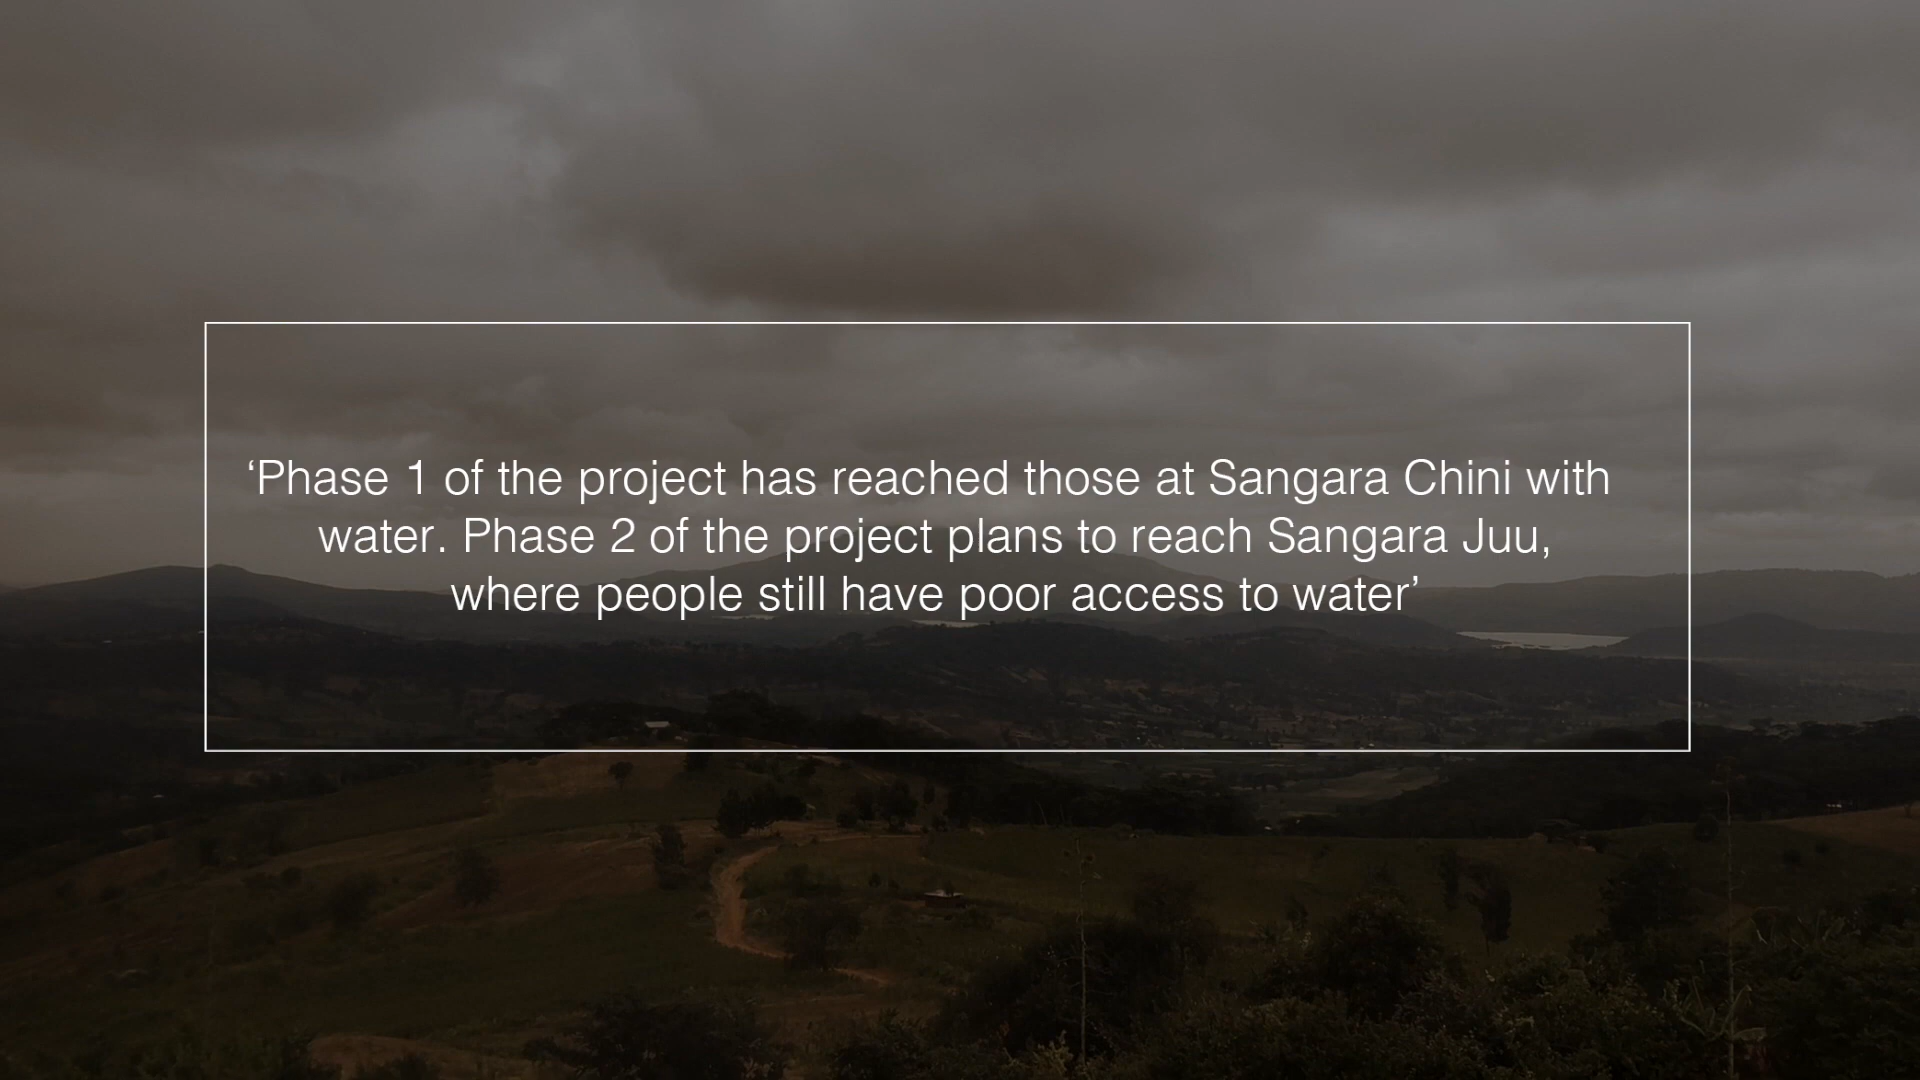 ‘Phase 1 of the project has reached those at Sangara Chini with
water. Phase 2 of the project plans to reach Sangara Juu,
where people still have poor access to water’